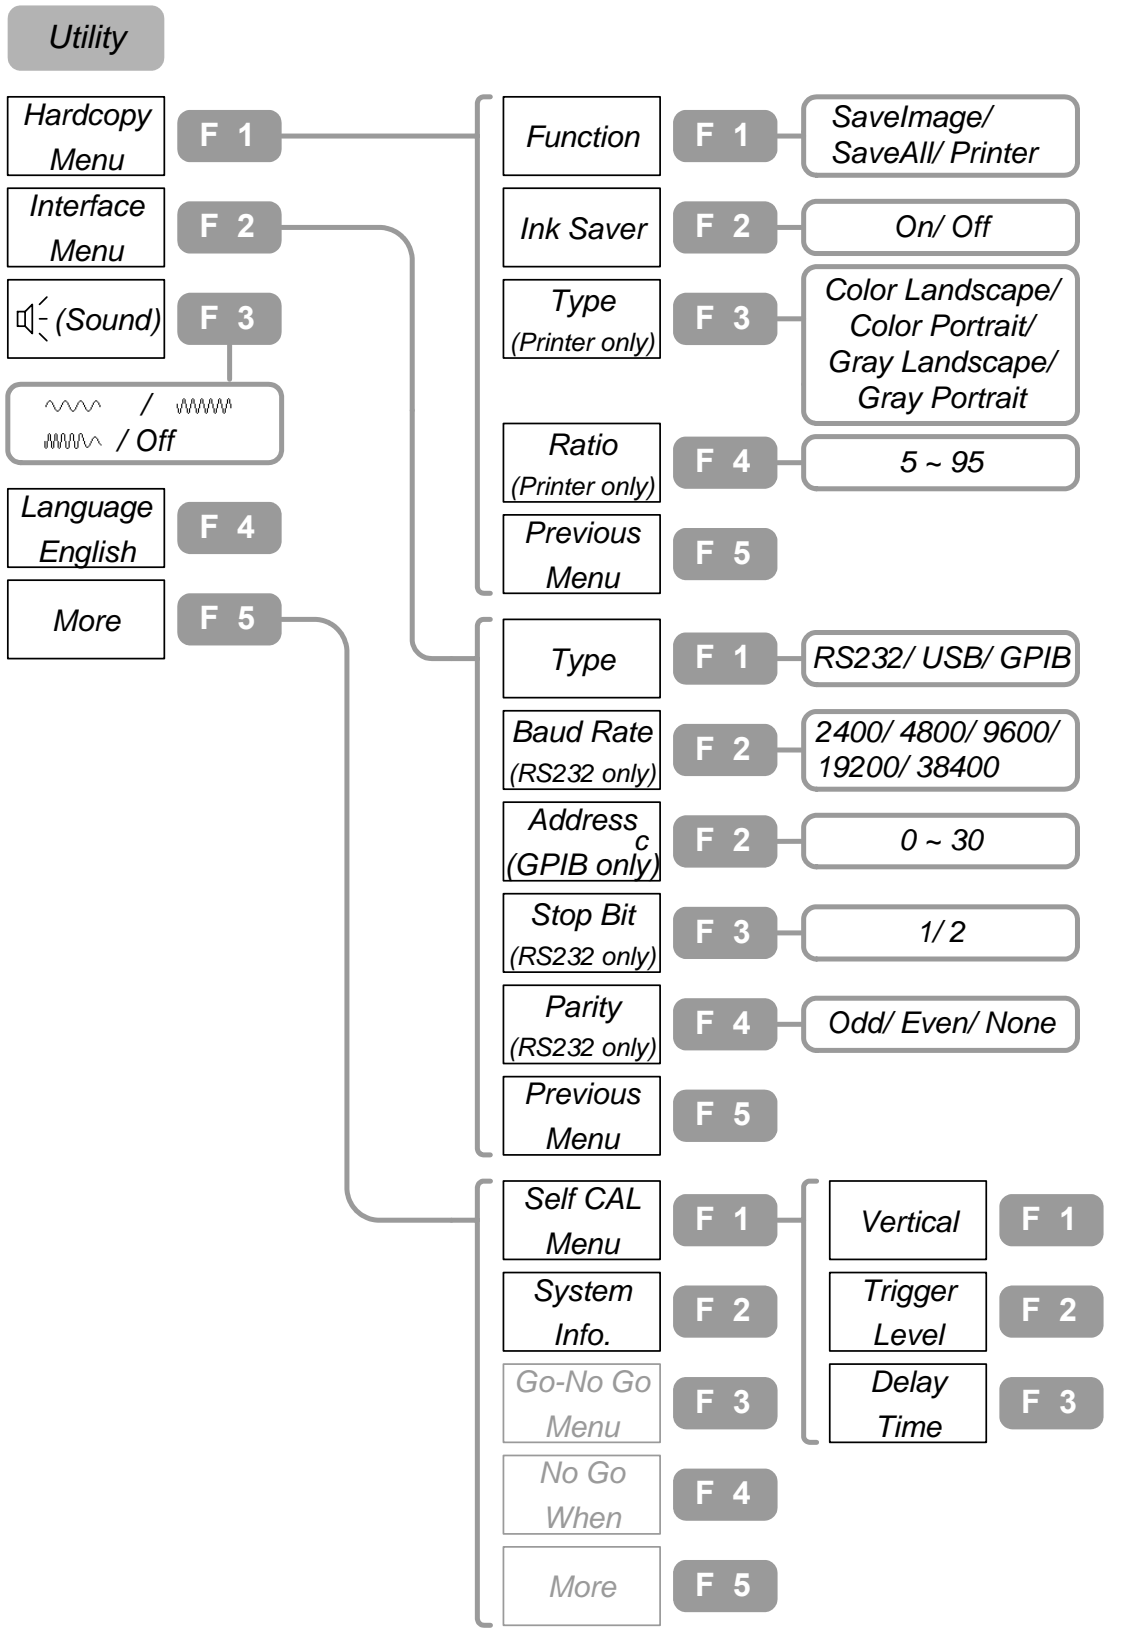 Utility
Hardcopy
Menu
F 1
Interface
Menu
F 2
(Sound)
F 3
/
/ Off
Language
English
F 4
More
F 5
Function
F 1
SaveImage/
SaveAll/ Printer
Ink Saver
F 2
On/ Off
Type
(Printer only)
F 3
Color Landscape/
Color Portrait/
Gray Landscape/
Gray Portrait
Ratio
(Printer only)
F 4
5 ~ 95
Previous
Menu
F 5
Type
F 1
RS232/ USB/ GPIB
Baud Rate
(RS232 only)
F 2
2400/ 4800/ 9600/
19200/ 38400
Address
c
(GPIB only)
F 2
0 ~ 30
Stop Bit
(RS232 only)
F 3
1/ 2
Parity
(RS232 only)
F 4
Odd/ Even/ None
Previous
Menu
F 5
Self CAL
Menu
F 1
System
Info.
F 2
Go-No Go
Menu
F 3
No Go
When
F 4
More
F 5
Vertical
F 1
Trigger
Level
F 2
Delay
Time
F 3